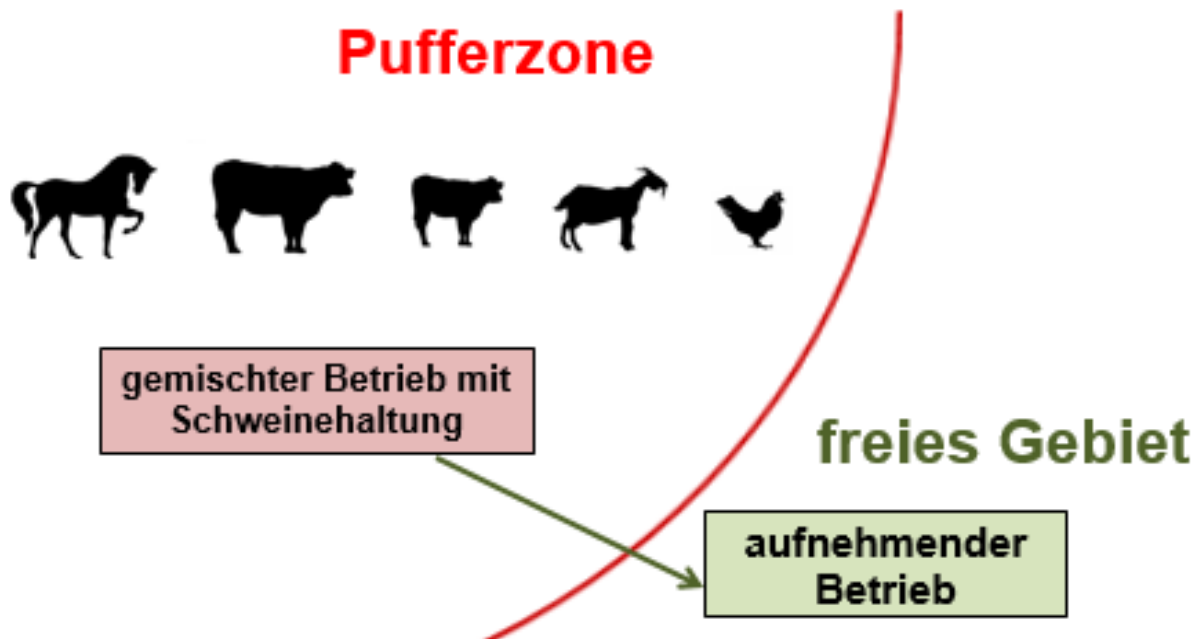 Pufferzone
gemischter Betrieb mit
Schweinehaltung
freies Gebiet
aufnehmender
Betrieb